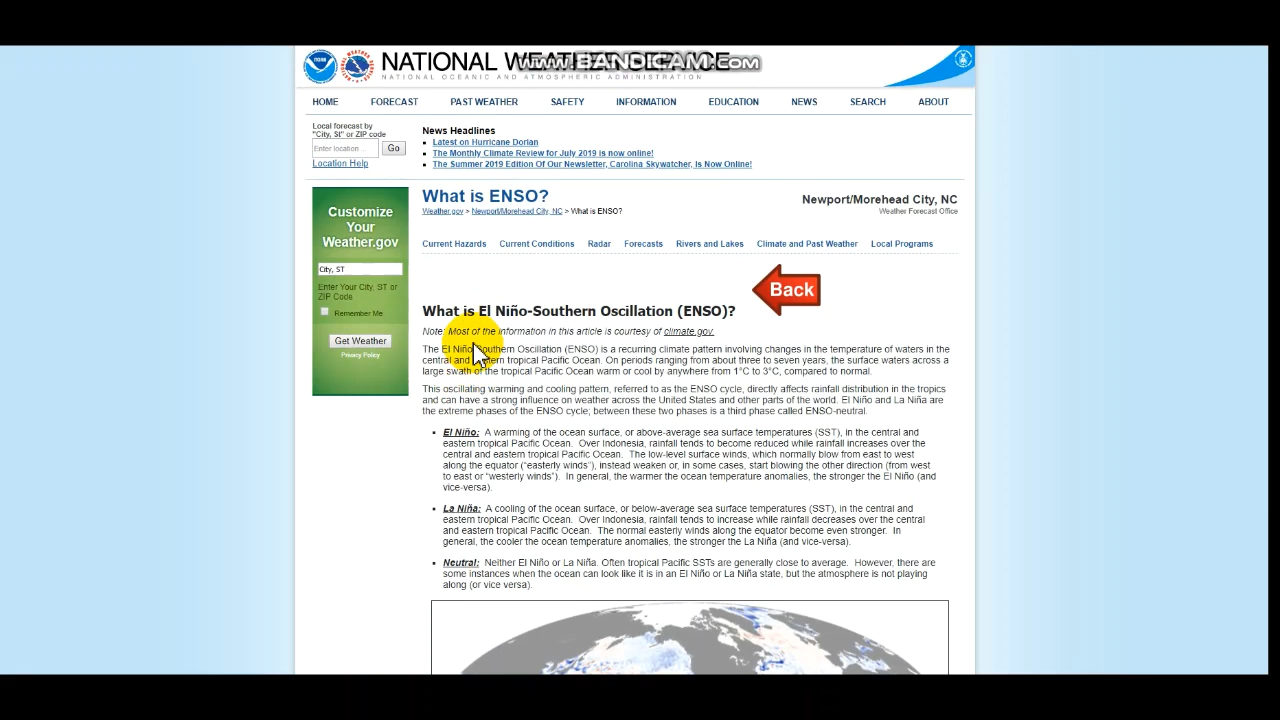 NATIONAL WEATHER SERVICE
www.BANDICAM.com
NATIONAL OCEANIC AND ATMOSPHERIC ADMINISTRATION
HOME FORECAST PAST WEATHER SAFETY INFORMATION EDUCATION NEWS SEARCH ABOUT
Local forecast by
"City, St" or ZIP code
Enter location ...
Go
Location Help
News Headlines
Latest on Hurricane Dorian
The Monthly Climate Review for July 2019 is now online!
The Summer 2019 Edition Of Our Newsletter, Carolina Skywatcher, Is Now Online!
Customize
Your
Weather.gov
City, ST
Enter Your City, ST or
ZIP Code
Remember Me
Get Weather
Privacy Policy
What is ENSO?
Weather.gov > Newport/Morehead City, NC > What is ENSO?
Newport/Morehead City, NC
Weather Forecast Office
Current Hazards Current Conditions Radar Forecasts Rivers and Lakes Climate and Past Weather Local Programs
Back
What is El Niño-Southern Oscillation (ENSO)?
Note: Most of the information in this article is courtesy of climate.gov.
The El Niño-Southern Oscillation (ENSO) is a recurring climate pattern involving changes in the temperature of waters in the
central and eastern tropical Pacific Ocean. On periods ranging from about three to seven years, the surface waters across a
large swath of the tropical Pacific Ocean warm or cool by anywhere from 1°C to 3°C, compared to normal.
This oscillating warming and cooling pattern, referred to as the ENSO cycle, directly affects rainfall distribution in the tropics
and can have a strong influence on weather across the United States and other parts of the world. El Niño and La Niña are
the extreme phases of the ENSO cycle; between these two phases is a third phase called ENSO-neutral.
El Niño: A warming of the ocean surface, or above-average sea surface temperatures (SST), in the central and
eastern tropical Pacific Ocean. Over Indonesia, rainfall tends to become reduced while rainfall increases over the
central and eastern tropical Pacific Ocean. The low-level surface winds, which normally blow from east to west
along the equator ("easterly winds"), instead weaken or, in some cases, start blowing the other direction (from west
to east or "westerly winds"). In general, the warmer the ocean temperature anomalies, the stronger the El Niño (and
vice-versa).
La Niña: A cooling of the ocean surface, or below-average sea surface temperatures (SST), in the central and
eastern tropical Pacific Ocean. Over Indonesia, rainfall tends to increase while rainfall decreases over the central
and eastern tropical Pacific Ocean. The normal easterly winds along the equator become even stronger. In
general, the cooler the ocean temperature anomalies, the stronger the La Niña (and vice-versa).
Neutral: Neither El Niño or La Niña. Often tropical Pacific SSTs are generally close to average. However, there are
some instances when the ocean can look like it is in an El Niño or La Niña state, but the atmosphere is not playing
along (or vice versa).